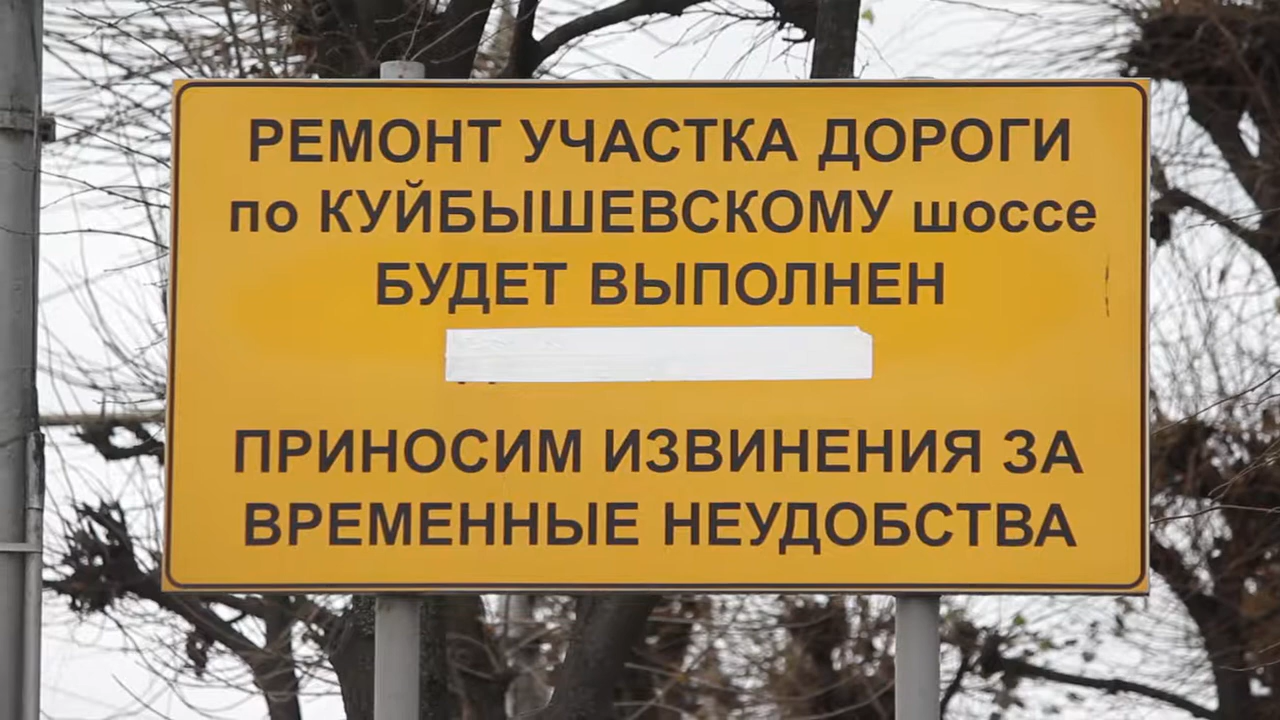 РЕМОНТ УЧАСТКА ДОРОГИ
по КУЙБЫШЕВСКОМУ шоссе
БУДЕТ ВЫПОЛНЕН
ПРИНОСИМ ИЗВИНЕНИЯ ЗА
ВРЕМЕННЫЕ НЕУДОБСТВА